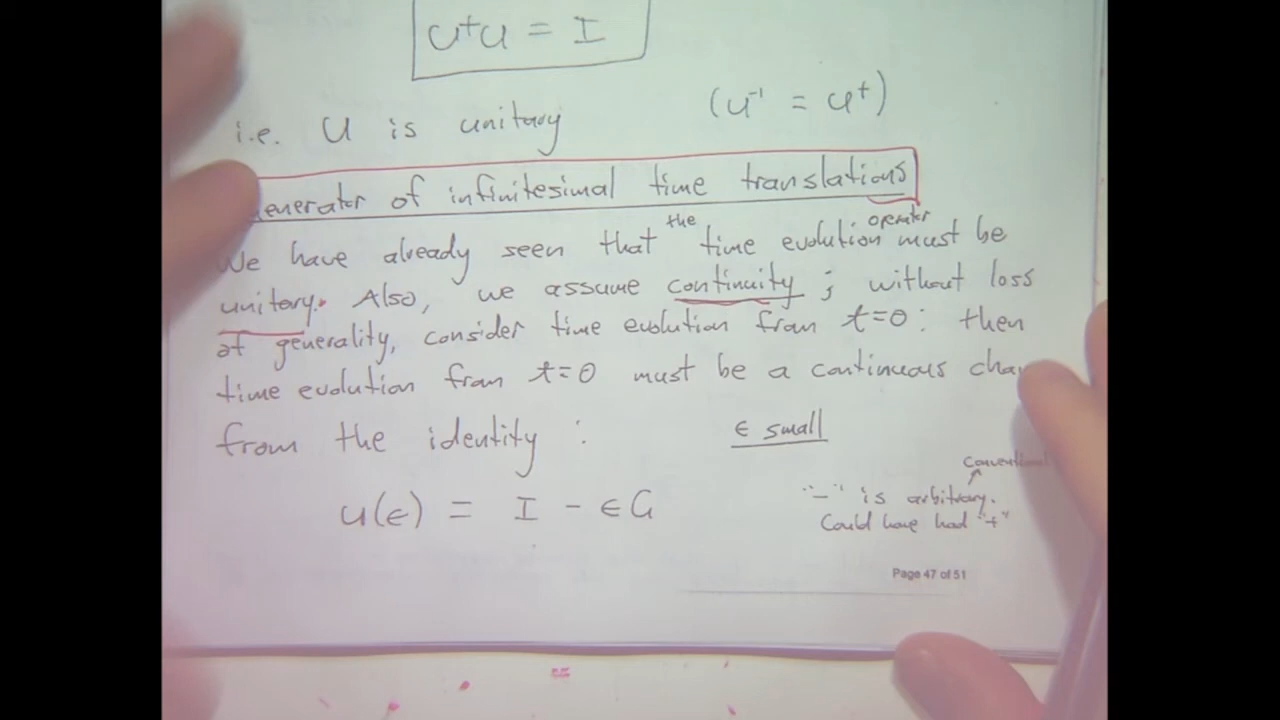 U†U = I
i.e. U is unitary (U⁻¹ = U†)
enerator of infinitesimal time translations
We have already seen that the time evolution operator must be
unitary. Also, we assume continuity ; without loss
of generality, consider time evolution from t=0 : then
time evolution from t=0 must be a continuous cha
from the identity :
ε small
Convention
"-" is arbitrary.
Could have had "+"
U(ε) = I - εG
Page 47 of 51